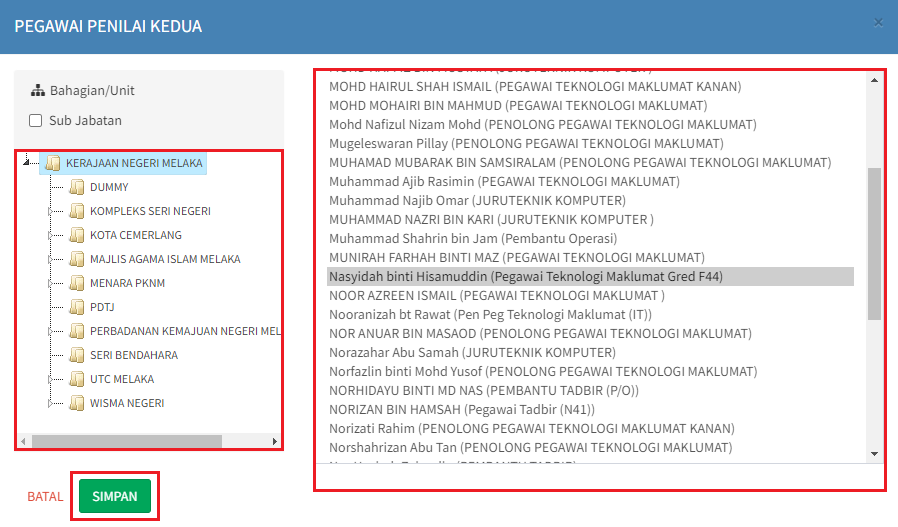 PEGAWAI PENILAI KEDUA
×
Bahagian/Unit
Sub Jabatan
KERAJAAN NEGERI MELAKA
DUMMY
KOMPLEKS SERI NEGERI
KOTA CEMERLANG
MAJLIS AGAMA ISLAM MELAKA
MENARA PKNM
PDTJ
PERBADANAN KEMAJUAN NEGERI MEL
SERI BENDAHARA
UTC MELAKA
WISMA NEGERI
MOHD HAIRUL SHAH ISMAIL (PEGAWAI TEKNOLOGI MAKLUMAT KANAN)
MOHD MOHAIRI BIN MAHMUD (PEGAWAI TEKNOLOGI MAKLUMAT)
Mohd Nafizul Nizam Mohd (PENOLONG PEGAWAI TEKNOLOGI MAKLUMAT)
Mugeleswaran Pillay (PENOLONG PEGAWAI TEKNOLOGI MAKLUMAT)
MUHAMAD MUBARAK BIN SAMSIRALAM (PENOLONG PEGAWAI TEKNOLOGI MAKLUMAT)
Muhammad Ajib Rasimin (PEGAWAI TEKNOLOGI MAKLUMAT)
Muhammad Najib Omar (JURUTEKNIK KOMPUTER)
MUHAMMAD NAZRI BIN KARI (JURUTEKNIK KOMPUTER )
Muhammad Shahrin bin Jam (Pembantu Operasi)
MUNIRAH FARHAH BINTI MAZ (PEGAWAI TEKNOLOGI MAKLUMAT)
Nasyidah binti Hisamuddin (Pegawai Teknologi Maklumat Gred F44)
NOOR AZREEN ISMAIL (PEGAWAI TEKNOLOGI MAKLUMAT )
Nooranizah bt Rawat (Pen Peg Teknologi Maklumat (IT))
NOR ANUAR BIN MASAOD (PENOLONG PEGAWAI TEKNOLOGI MAKLUMAT)
Norazahar Abu Samah (JURUTEKNIK KOMPUTER)
Norfazlin binti Mohd Yusof (PENOLONG PEGAWAI TEKNOLOGI MAKLUMAT)
NORHIDAYU BINTI MD NAS (PEMBANTU TADBIR (P/O))
NORIZAN BIN HAMSAH (Pegawai Tadbir (N41))
Norizati Rahim (PENOLONG PEGAWAI TEKNOLOGI MAKLUMAT KANAN)
Norshahrizan Abu Tan (PENOLONG PEGAWAI TEKNOLOGI MAKLUMAT)
BATAL
SIMPAN